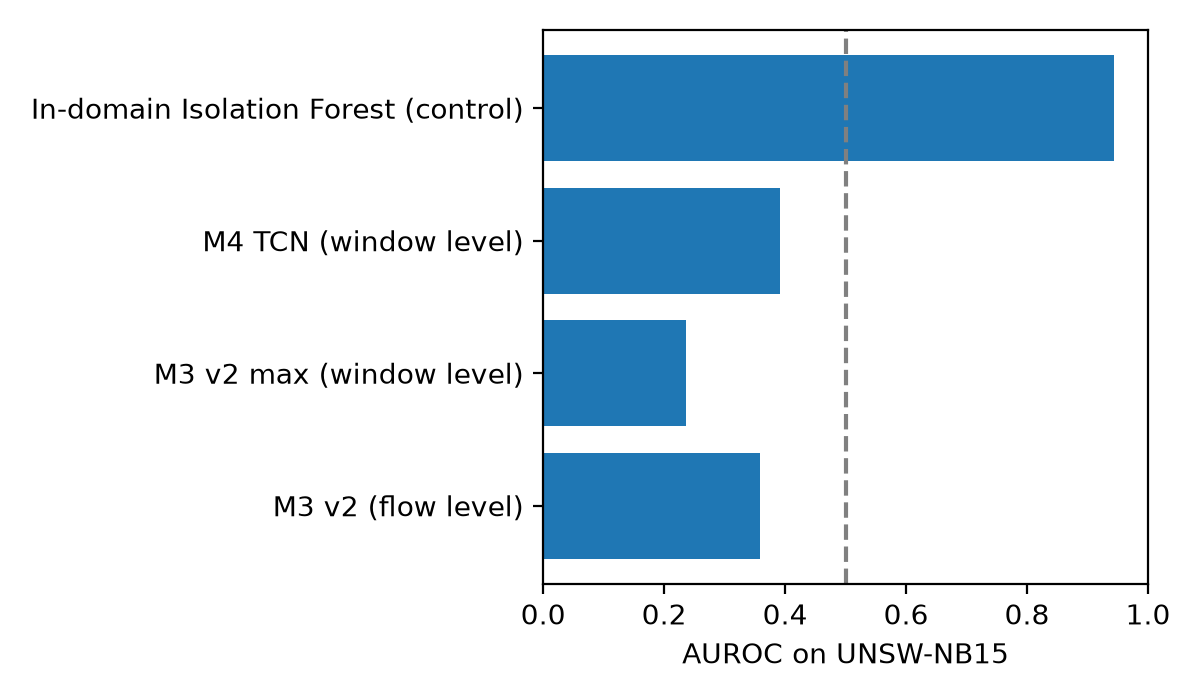 In-domain Isolation Forest (control)
M4 TCN (window level)
M3 v2 max (window level)
M3 v2 (flow level)
0.0 0.2 0.4 0.6 0.8 1.0
AUROC on UNSW-NB15